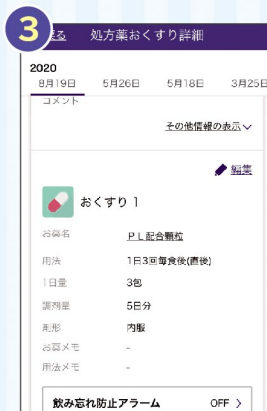 3
戻る 処方薬おくすり詳細
2020
8月19日 5月26日 5月18日 3月25日
コメント
その他情報の表示
編集
おくすり 1
お薬名 PL配合顆粒
用法 1日3回毎食後(直後)
1日量 3包
調剤量 5日分
剤形 内服
お薬メモ -
用法メモ -
飲み忘れ防止アラーム OFF >